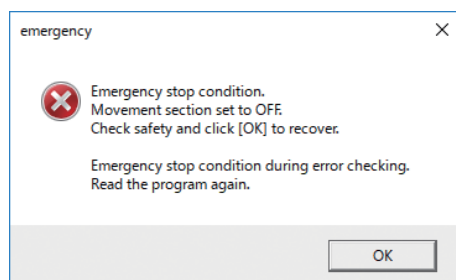 emergency
Emergency stop condition.
Movement section set to OFF.
Check safety and click [OK] to recover.
Emergency stop condition during error checking.
Read the program again.
OK